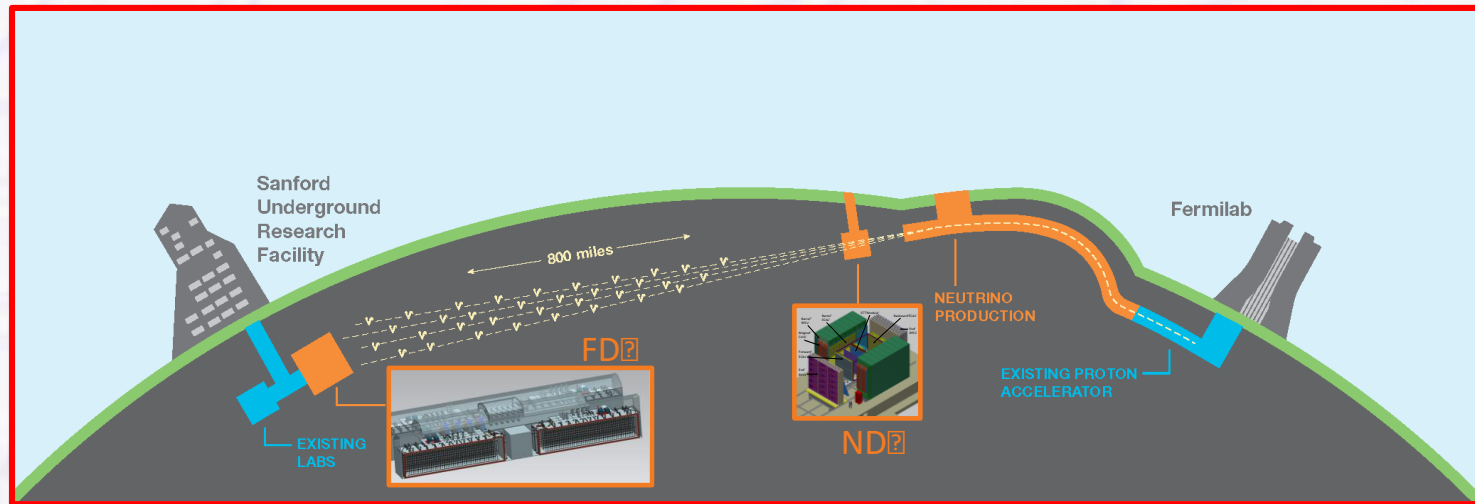 Sanford
Underground
Research
Facility
Fermilab
800 miles
NEUTRINO
PRODUCTION
FD⍰
EXISTING PROTON
ACCELERATOR
ND⍰
EXISTING
LABS